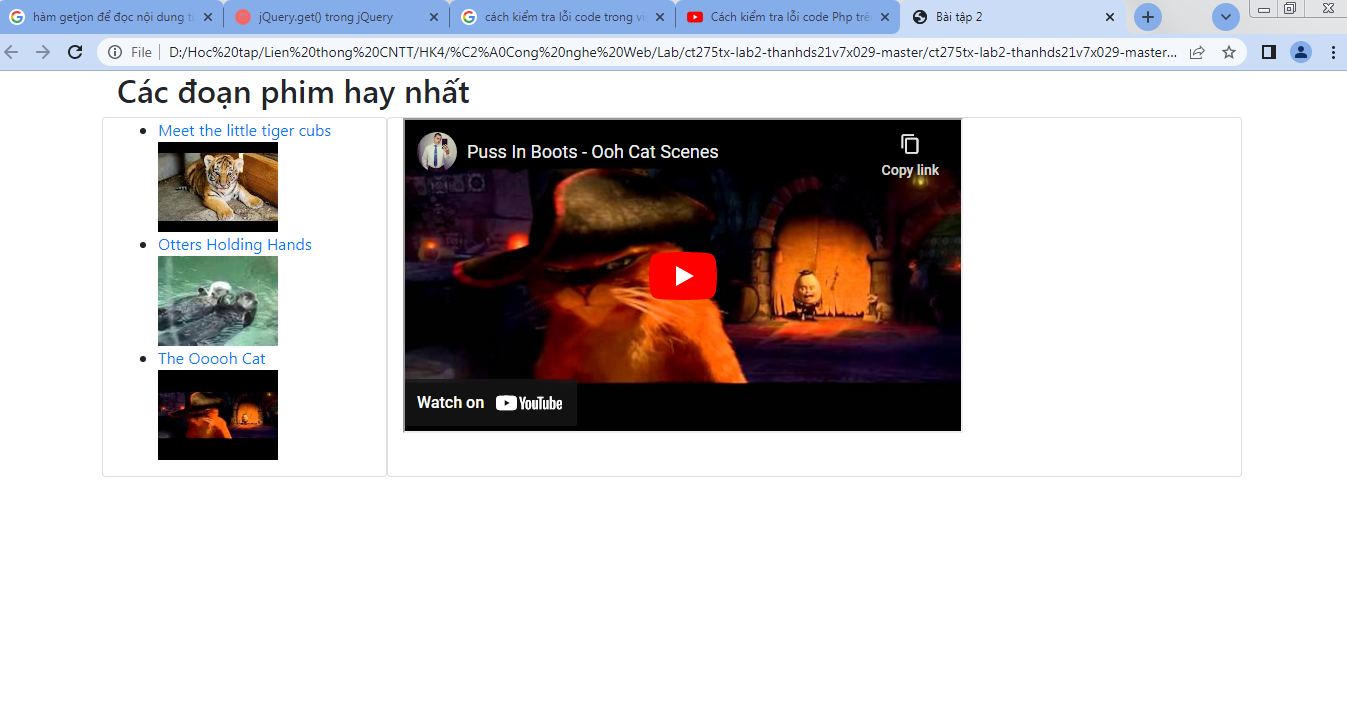 hàm getjon để đọc nội dung t
jQuery.get() trong jQuery
cách kiểm tra lỗi code trong vi
Cách kiểm tra lỗi code Php trê
Bài tập 2
File
D:/Hoc%20tap/Lien%20thong%20CNTT/HK4/%C2%A0Cong%20nghe%20Web/Lab/ct275tx-lab2-thanhds21v7x029-master/ct275tx-lab2-thanhds21v7x029-master...
Các đoạn phim hay nhất
Meet the little tiger cubs
Otters Holding Hands
The Ooooh Cat
Puss In Boots - Ooh Cat Scenes
Copy link
Watch on YouTube